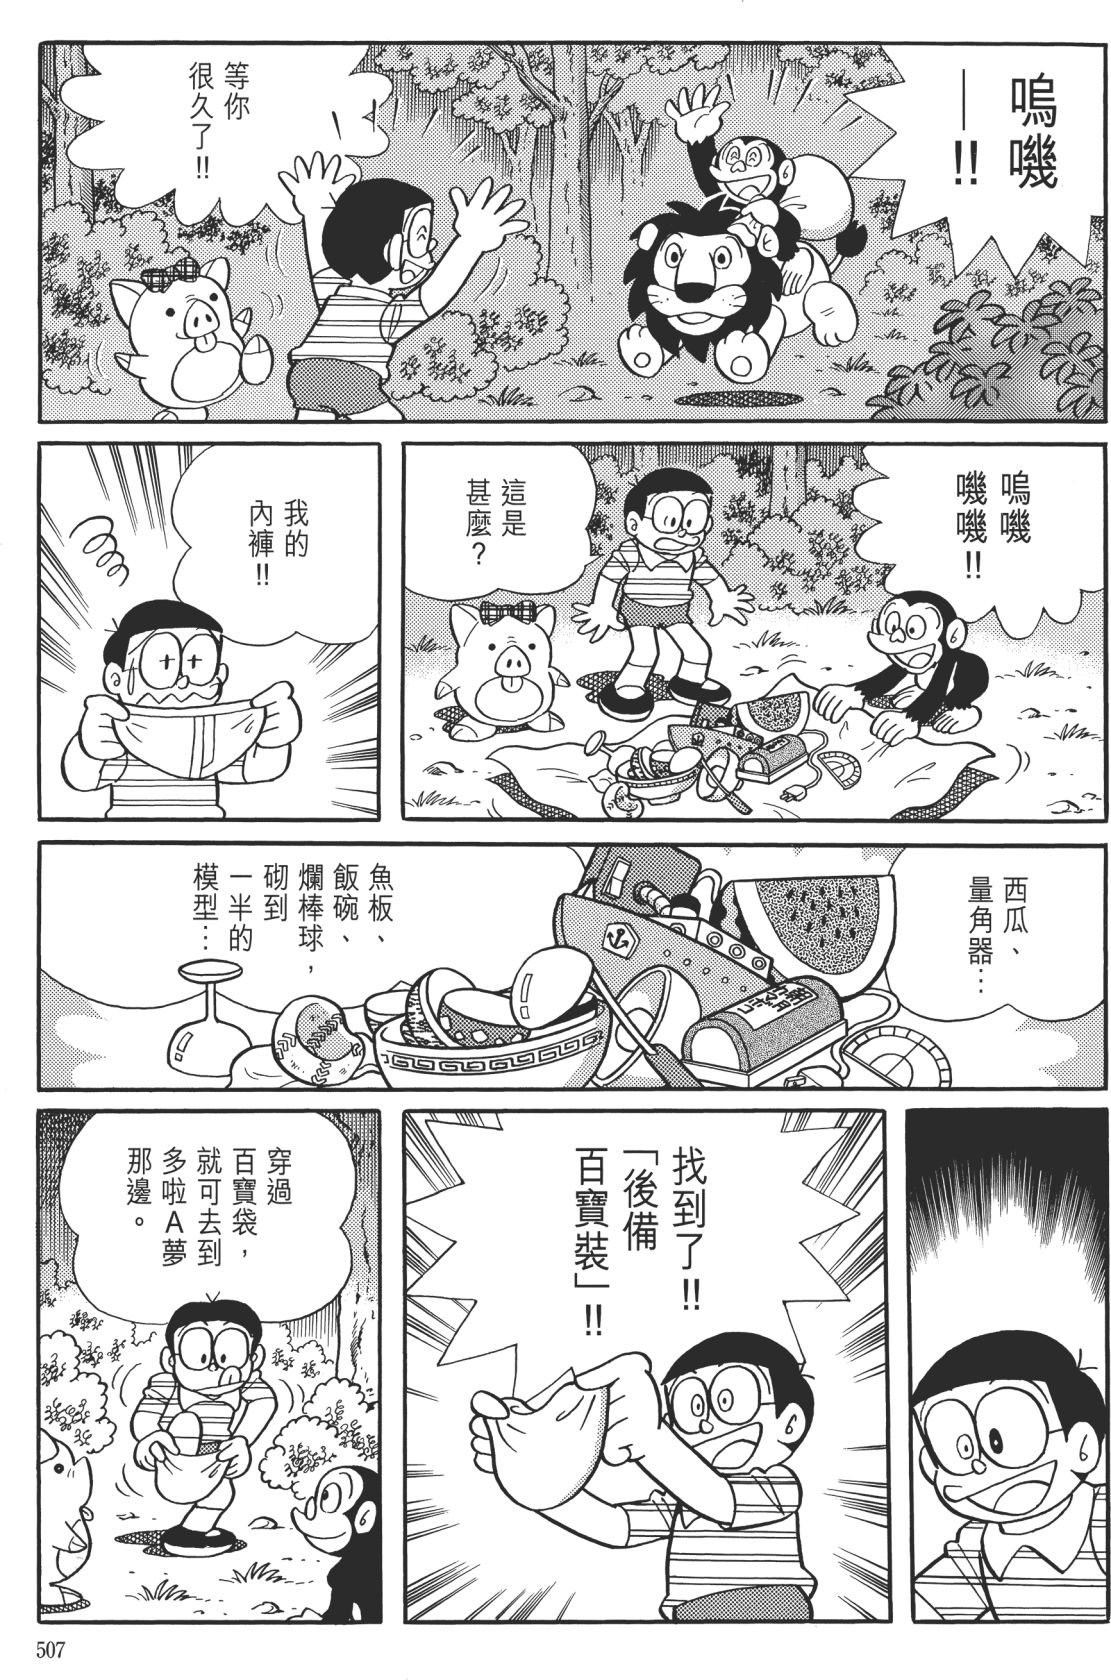 嗚嘰
——!!
等你
很久了!!
嗚嘰
嘰嘰!!
這是
甚麼？
我的
內褲!!
西瓜、
量角器…
魚板、
飯碗、
爛棒球，
砌到
一半的
模型…
找到了!!
「後備
百寶裝」!!
穿過
百寶袋，
就可去到
多啦A夢
那邊。
507